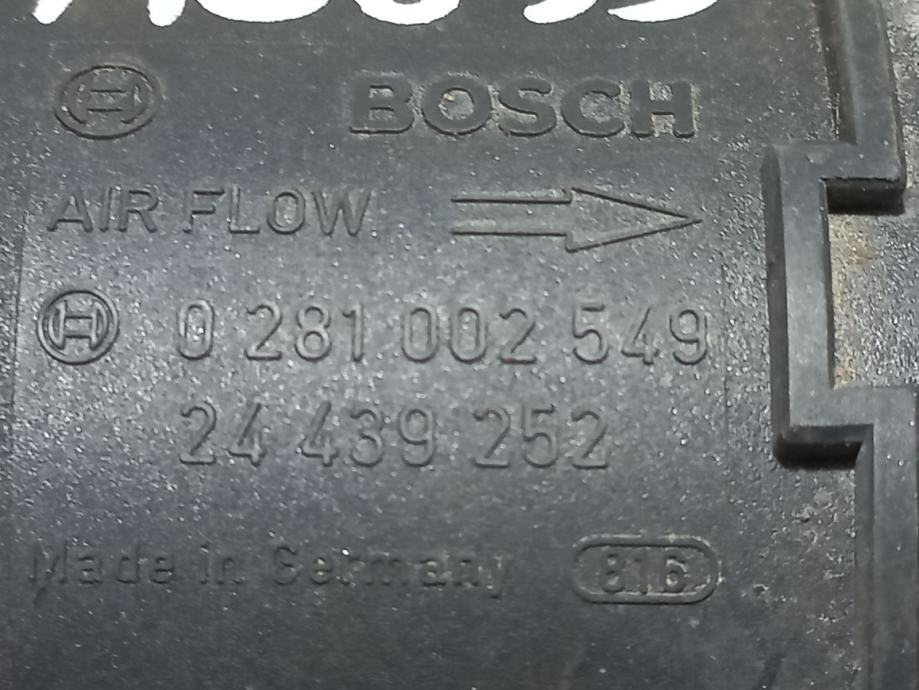 BOSCH
AIR FLOW
0 281 002 549
24 439 252
Made in Germany 816